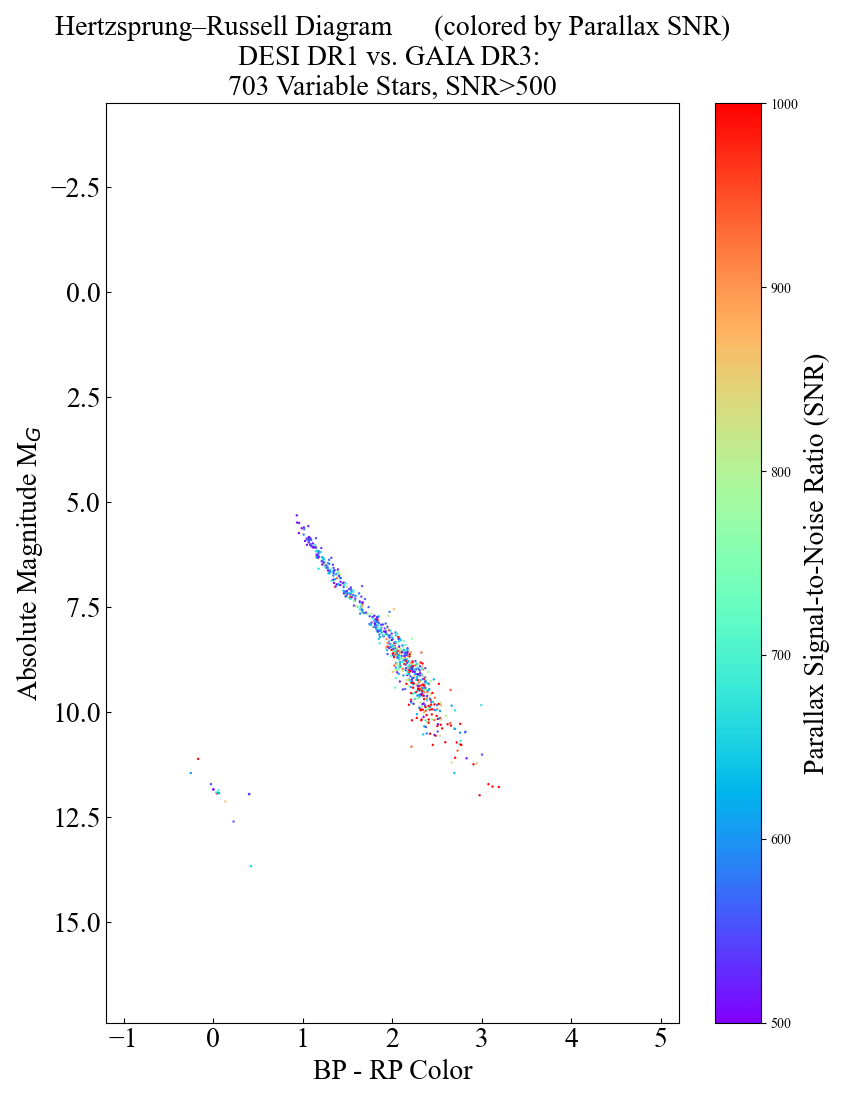 Hertzsprung–Russell Diagram (colored by Parallax SNR)
DESI DR1 vs. GAIA DR3:
703 Variable Stars, SNR>500
Absolute Magnitude M_G
−2.5
0.0
2.5
5.0
7.5
10.0
12.5
15.0
−1 0 1 2 3 4 5
BP - RP Color
1000
900
800
700
600
500
Parallax Signal-to-Noise Ratio (SNR)